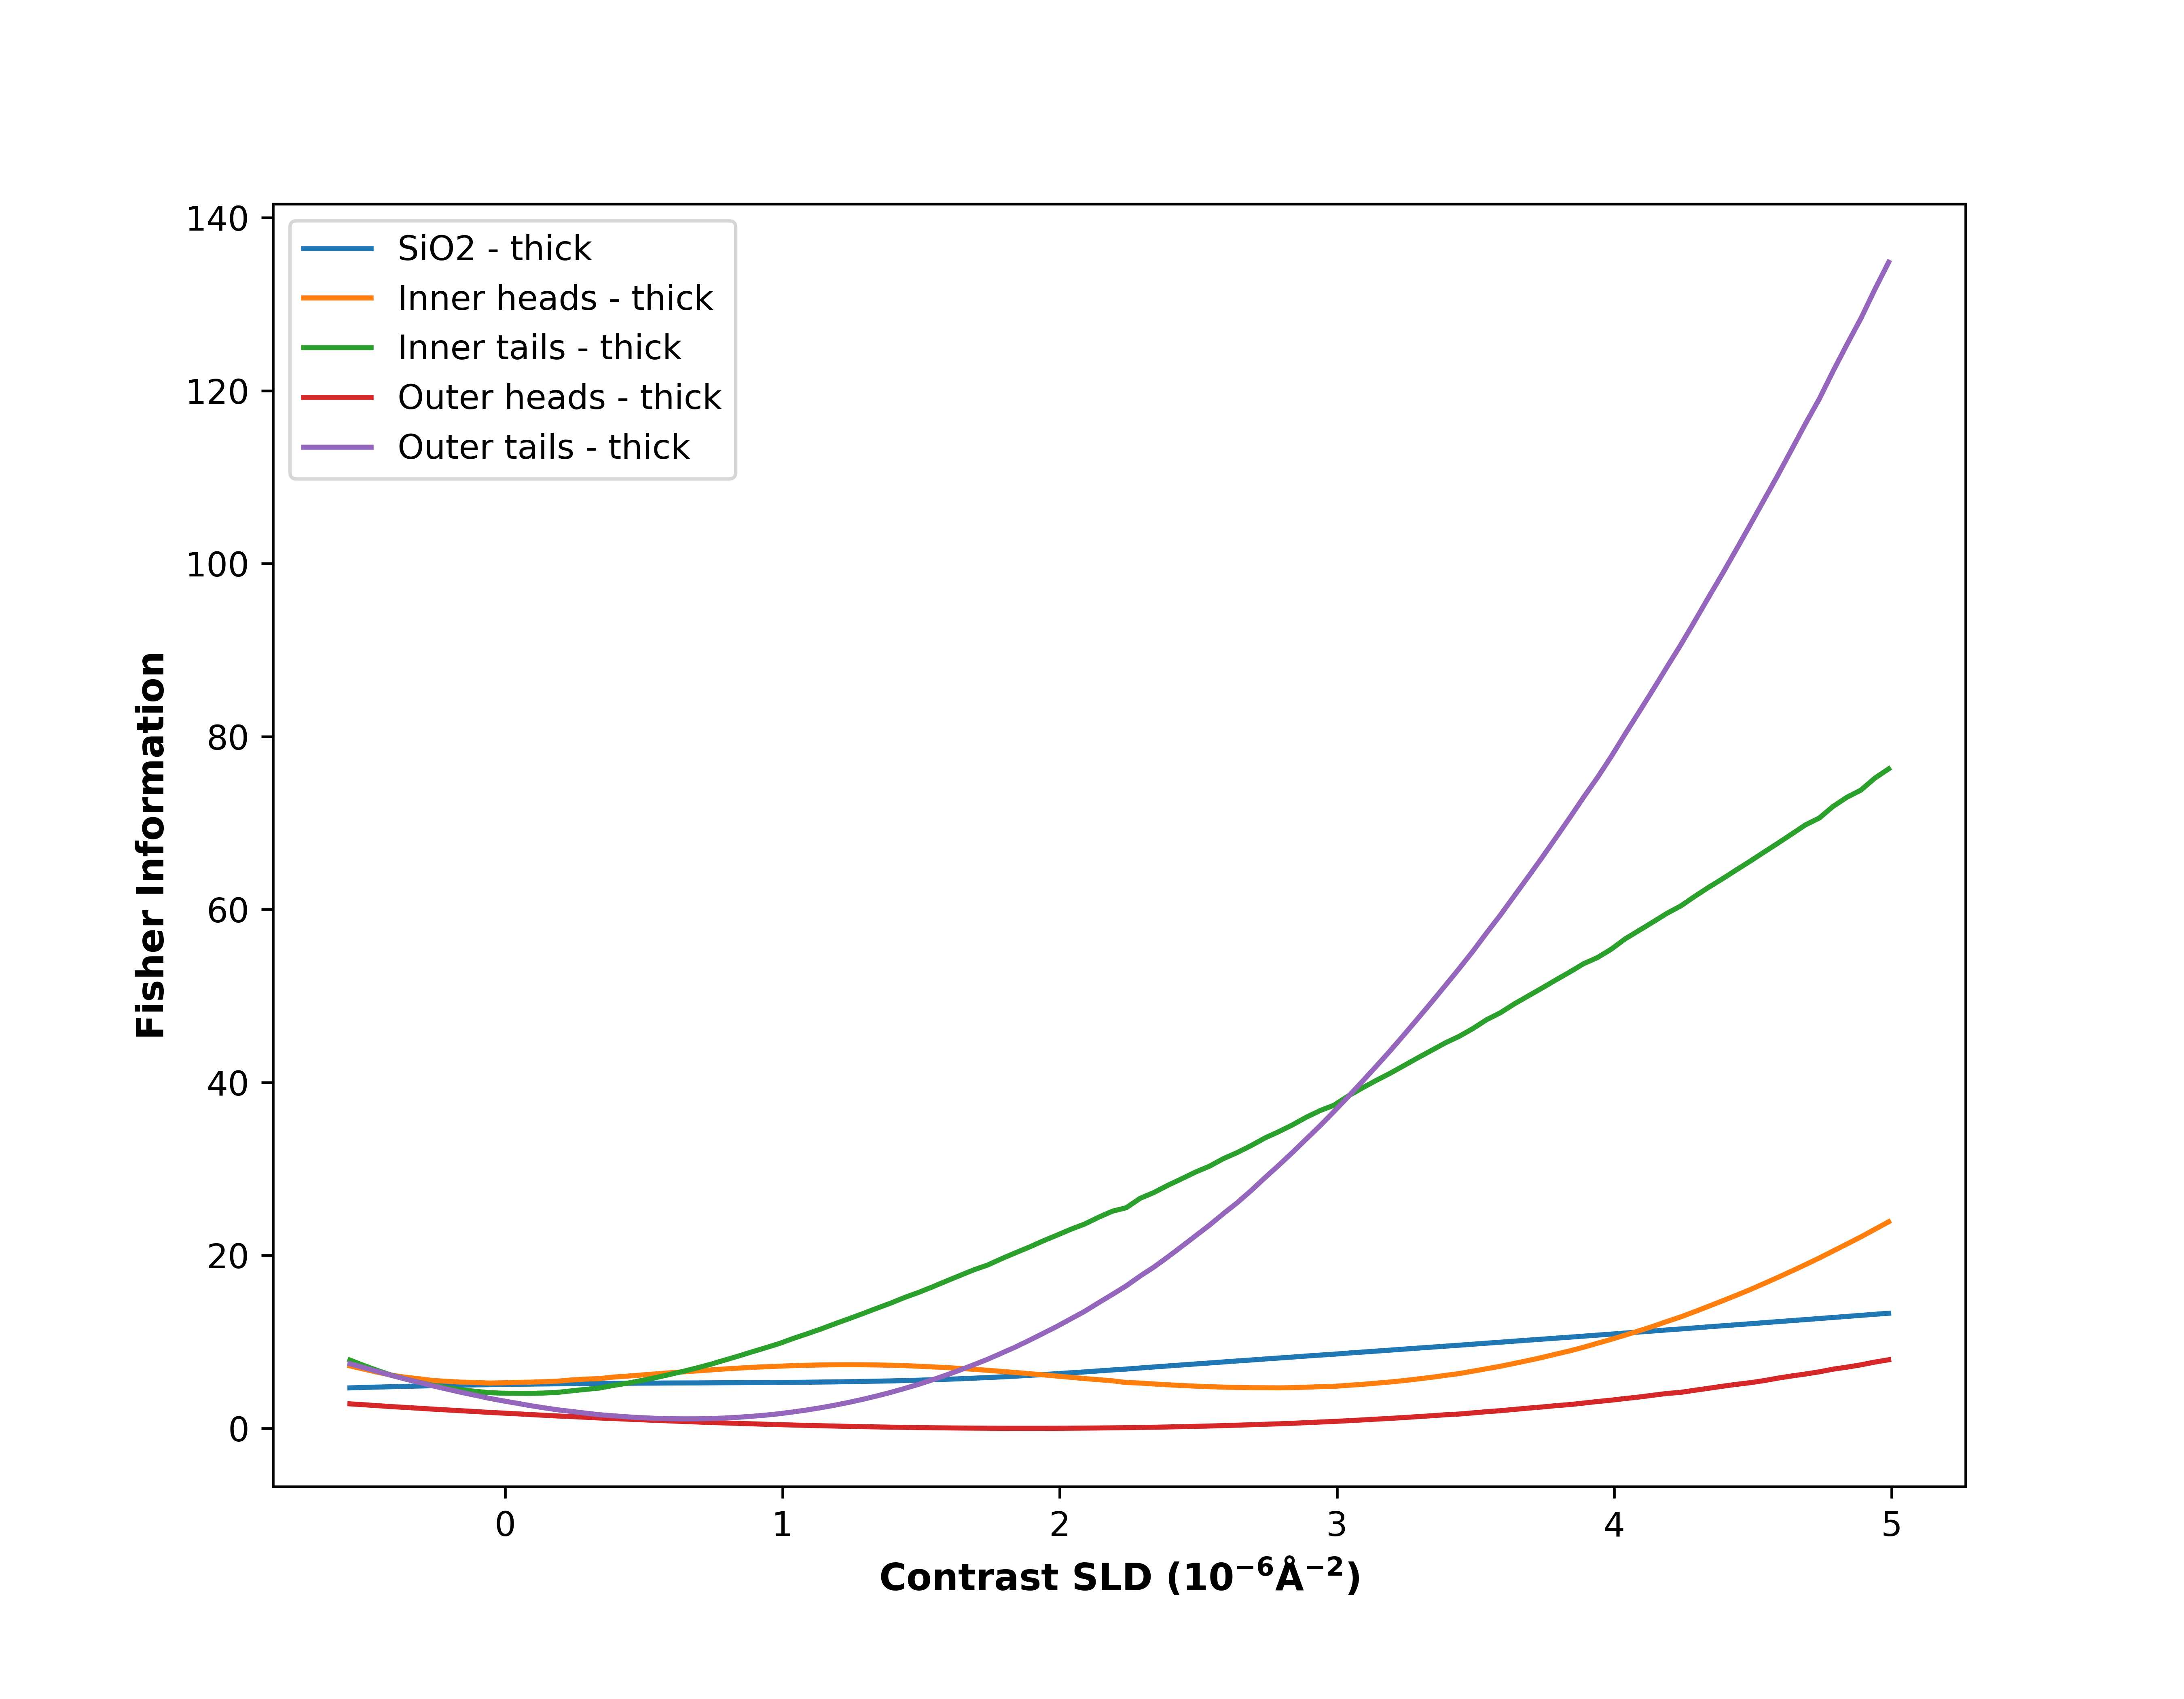 140
120
100
80
60
40
20
0
Fisher Information
SiO2 - thick
Inner heads - thick
Inner tails - thick
Outer heads - thick
Outer tails - thick
0 1 2 3 4 5
Contrast SLD (10⁻⁶Å⁻²)